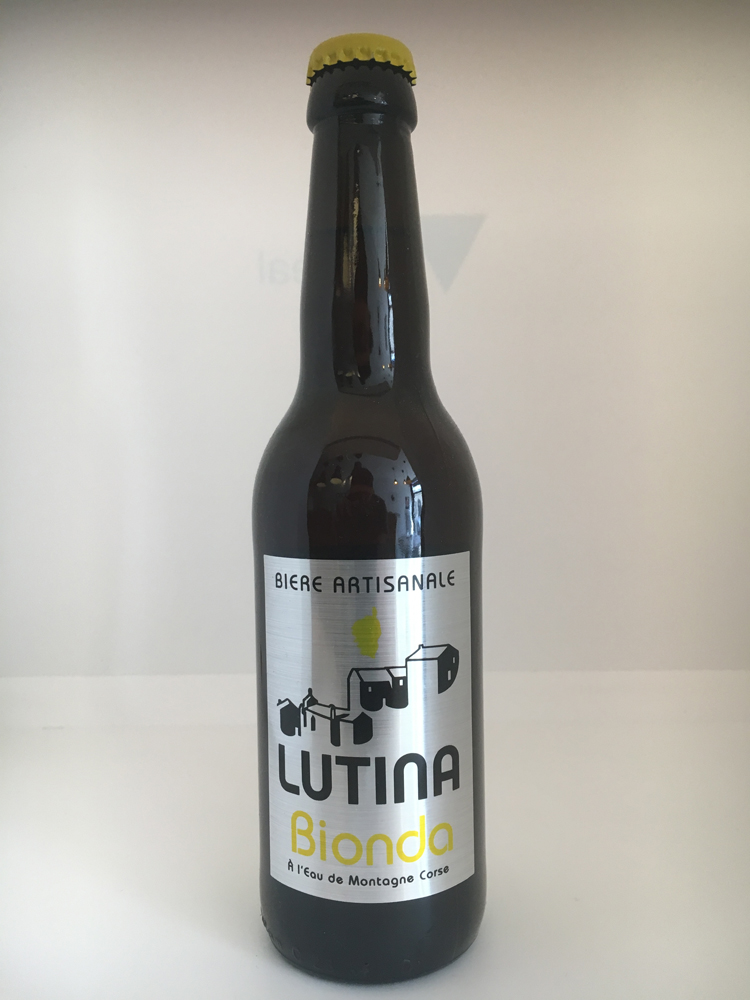 BIERE ARTISANALE
LUTINA
Bionda
À l'Eau de Montagne Corse